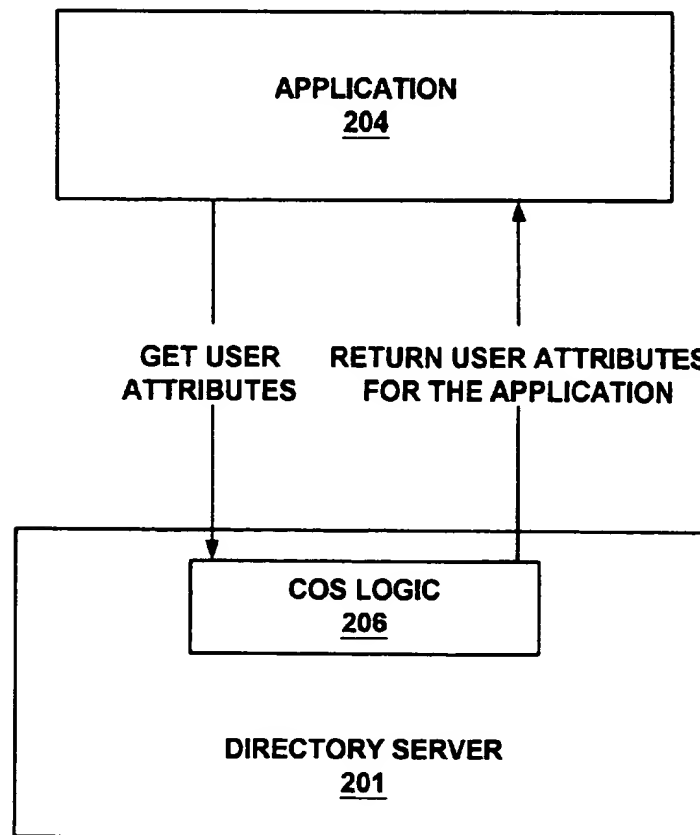 APPLICATION
204
GET USER
ATTRIBUTES
RETURN USER ATTRIBUTES
FOR THE APPLICATION
COS LOGIC
206
DIRECTORY SERVER
201